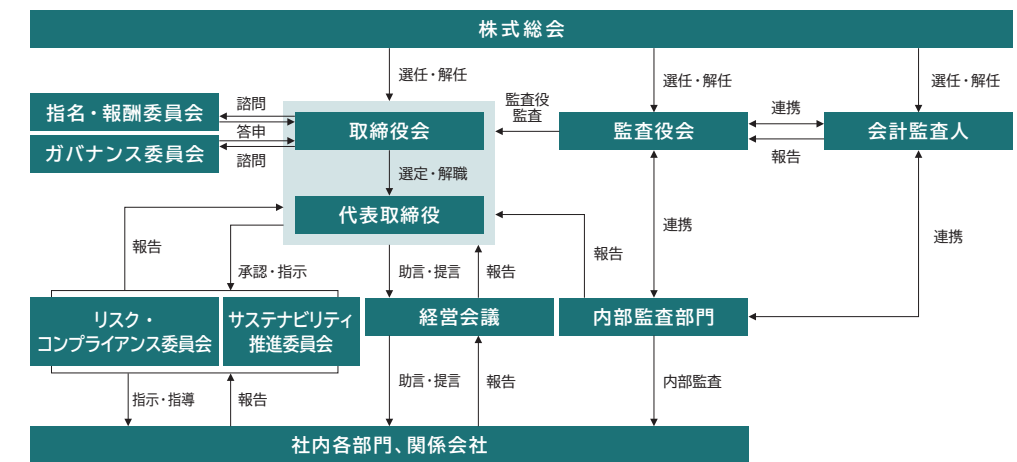 株式総会
選任・解任
選任・解任
選任・解任
指名・報酬委員会
諮問
答申
ガバナンス委員会
諮問
取締役会
監査役
監査
監査役会
連携
報告
会計監査人
選定・解職
代表取締役
報告
承認・指示
助言・提言
報告
報告
連携
連携
リスク・
コンプライアンス委員会
サステナビリティ
推進委員会
経営会議
内部監査部門
指示・指導
報告
助言・提言
報告
内部監査
社内各部門、関係会社